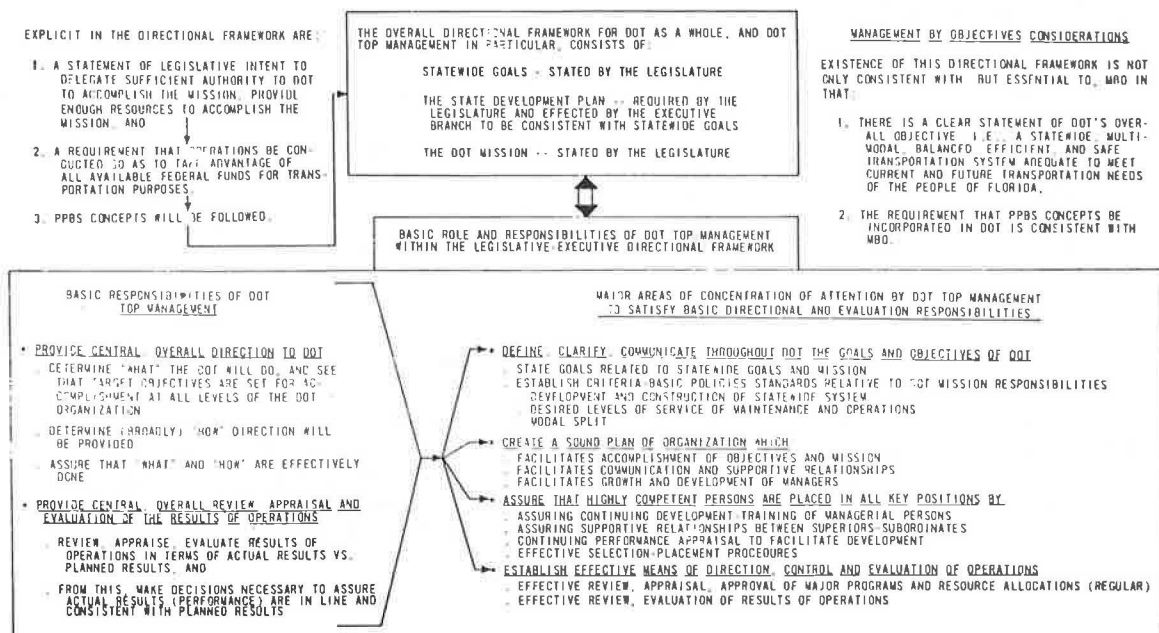 EXPLICIT IN THE DIRECTIONAL FRAMEWORK ARE:
1. A STATEMENT OF LEGISLATIVE INTENT TO
DELEGATE SUFFICIENT AUTHORITY TO DOT
TO ACCOMPLISH THE MISSION, PROVIDE
ENOUGH RESOURCES TO ACCOMPLISH THE
MISSION, AND
2. A REQUIREMENT THAT OPERATIONS BE CON-
DUCTED SO AS TO TAKE ADVANTAGE OF
ALL AVAILABLE FEDERAL FUNDS FOR TRANS-
PORTATION PURPOSES.
3. PPBS CONCEPTS WILL BE FOLLOWED.
THE OVERALL DIRECTIONAL FRAMEWORK FOR DOT AS A WHOLE, AND DOT
TOP MANAGEMENT IN PARTICULAR, CONSISTS OF:
STATEWIDE GOALS - STATED BY THE LEGISLATURE
THE STATE DEVELOPMENT PLAN -- REQUIRED BY THE
LEGISLATURE AND EFFECTED BY THE EXECUTIVE
BRANCH TO BE CONSISTENT WITH STATEWIDE GOALS
THE DOT MISSION -- STATED BY THE LEGISLATURE
MANAGEMENT BY OBJECTIVES CONSIDERATIONS
EXISTENCE OF THIS DIRECTIONAL FRAMEWORK IS NOT
ONLY CONSISTENT WITH BUT ESSENTIAL TO, MBO IN
THAT:
1. THERE IS A CLEAR STATEMENT OF DOT'S OVER-
ALL OBJECTIVE I.E., A STATEWIDE, MULTI-
MODAL, BALANCED, EFFICIENT, AND SAFE
TRANSPORTATION SYSTEM ADEQUATE TO MEET
CURRENT AND FUTURE TRANSPORTATION NEEDS
OF THE PEOPLE OF FLORIDA.
2. THE REQUIREMENT THAT PPBS CONCEPTS BE
INCORPORATED IN DOT IS CONSISTENT WITH
MBO.
BASIC ROLE AND RESPONSIBILITIES OF DOT TOP MANAGEMENT
WITHIN THE LEGISLATIVE-EXECUTIVE DIRECTIONAL FRAMEWORK
BASIC RESPONSIBILITIES OF DOT
TOP MANAGEMENT
• PROVIDE CENTRAL, OVERALL DIRECTION TO DOT
DETERMINE "WHAT" THE DOT WILL DO, AND SEE
THAT TARGET OBJECTIVES ARE SET FOR AC-
COMPLISHMENT AT ALL LEVELS OF THE DOT
ORGANIZATION
DETERMINE (BROADLY) "HOW" DIRECTION WILL
BE PROVIDED
ASSURE THAT "WHAT" AND "HOW" ARE EFFECTIVELY
DONE
• PROVIDE CENTRAL, OVERALL REVIEW, APPRAISAL AND
EVALUATION OF THE RESULTS OF OPERATIONS
REVIEW, APPRAISE, EVALUATE RESULTS OF
OPERATIONS IN TERMS OF ACTUAL RESULTS VS.
PLANNED RESULTS, AND
FROM THIS, MAKE DECISIONS NECESSARY TO ASSURE
ACTUAL RESULTS (PERFORMANCE) ARE IN LINE AND
CONSISTENT WITH PLANNED RESULTS
MAJOR AREAS OF CONCENTRATION OF ATTENTION BY DOT TOP MANAGEMENT
TO SATISFY BASIC DIRECTIONAL AND EVALUATION RESPONSIBILITIES
• DEFINE, CLARIFY, COMMUNICATE THROUGHOUT DOT THE GOALS AND OBJECTIVES OF DOT
STATE GOALS RELATED TO STATEWIDE GOALS AND MISSION
ESTABLISH CRITERIA-BASIC POLICIES STANDARDS RELATIVE TO DOT MISSION RESPONSIBILITIES
DEVELOPMENT AND CONSTRUCTION OF STATEWIDE SYSTEM
DESIRED LEVELS OF SERVICE OF MAINTENANCE AND OPERATIONS
MODAL SPLIT
• CREATE A SOUND PLAN OF ORGANIZATION WHICH
FACILITATES ACCOMPLISHMENT OF OBJECTIVES AND MISSION
FACILITATES COMMUNICATION AND SUPPORTIVE RELATIONSHIPS
FACILITATES GROWTH AND DEVELOPMENT OF MANAGERS
• ASSURE THAT HIGHLY COMPETENT PERSONS ARE PLACED IN ALL KEY POSITIONS BY
ASSURING CONTINUING DEVELOPMENT-TRAINING OF MANAGERIAL PERSONS
ASSURING SUPPORTIVE RELATIONSHIPS BETWEEN SUPERIORS-SUBORDINATES
CONTINUING PERFORMANCE APPRAISAL TO FACILITATE DEVELOPMENT
EFFECTIVE SELECTION-PLACEMENT PROCEDURES
• ESTABLISH EFFECTIVE MEANS OF DIRECTION, CONTROL AND EVALUATION OF OPERATIONS
EFFECTIVE REVIEW, APPRAISAL, APPROVAL OF MAJOR PROGRAMS AND RESOURCE ALLOCATIONS (REGULAR)
EFFECTIVE REVIEW, EVALUATION OF RESULTS OF OPERATIONS